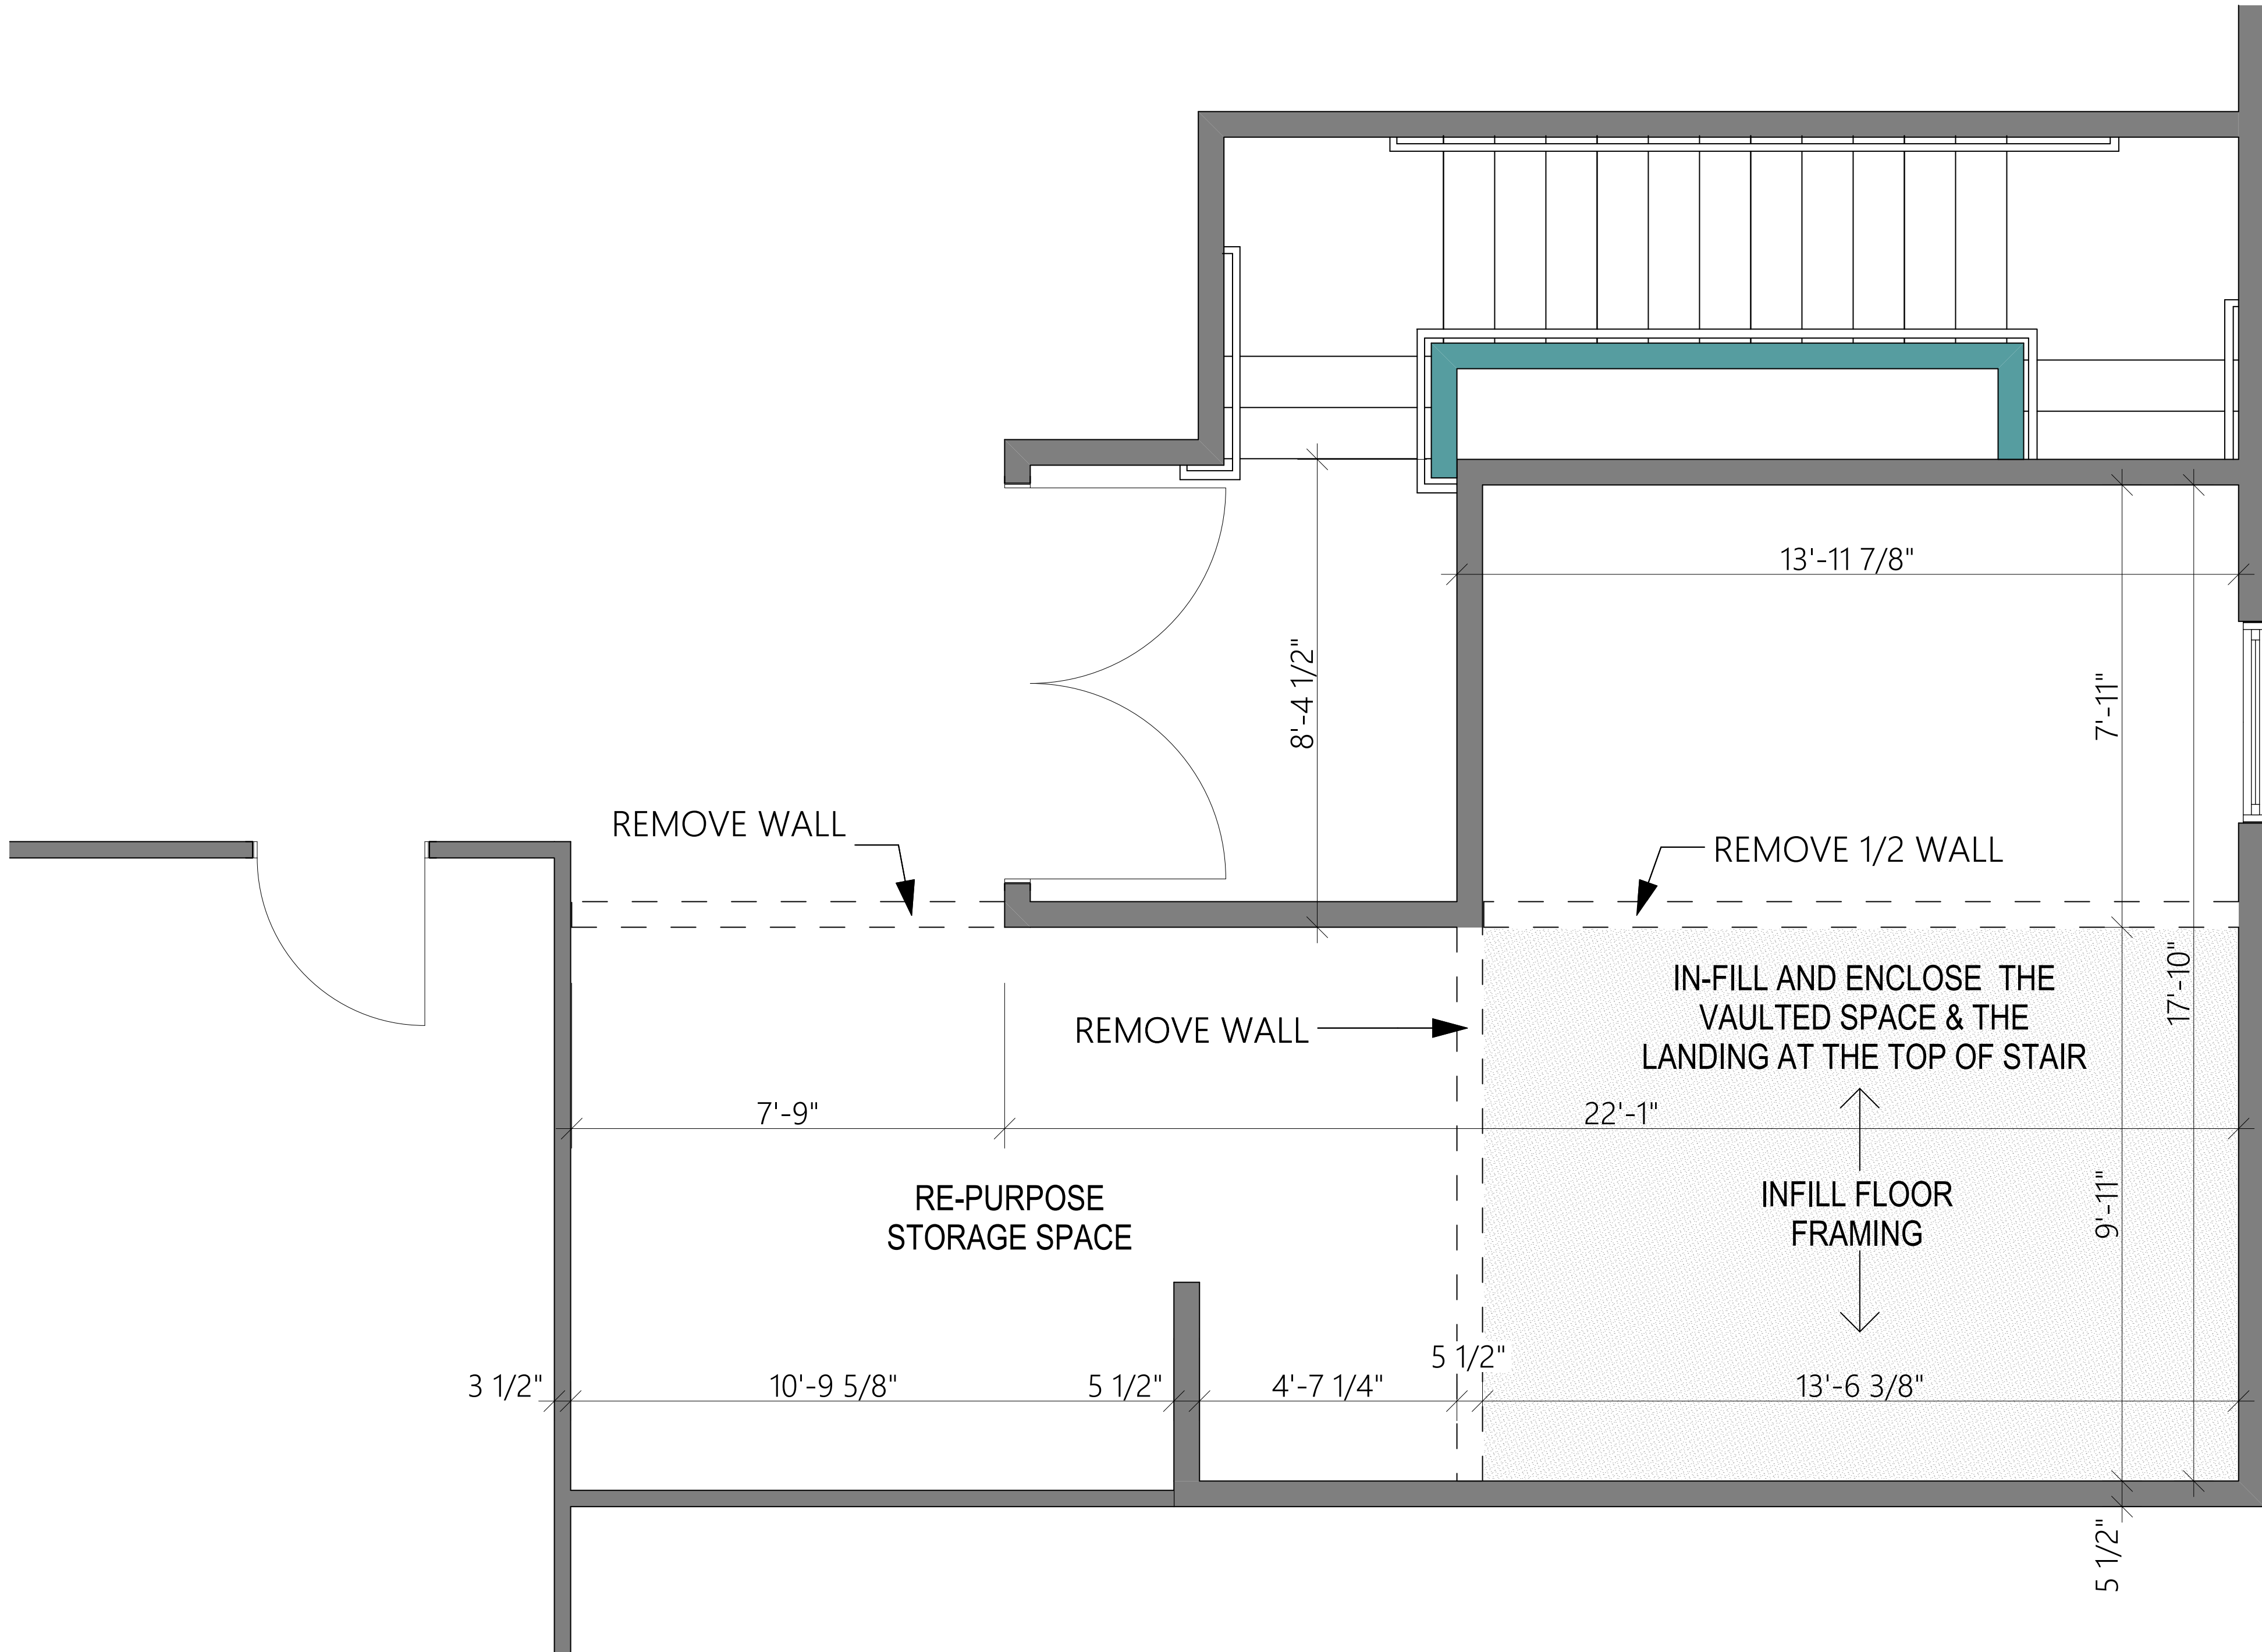 13'-11 7/8"
8'-4 1/2"
7'-11"
REMOVE WALL
REMOVE 1/2 WALL
IN-FILL AND ENCLOSE THE
VAULTED SPACE & THE
LANDING AT THE TOP OF STAIR
17'-10"
REMOVE WALL
7'-9"
22'-1"
RE-PURPOSE
STORAGE SPACE
INFILL FLOOR
FRAMING
9'-11"
3 1/2"
10'-9 5/8"
5 1/2"
4'-7 1/4"
5 1/2"
13'-6 3/8"
5 1/2"